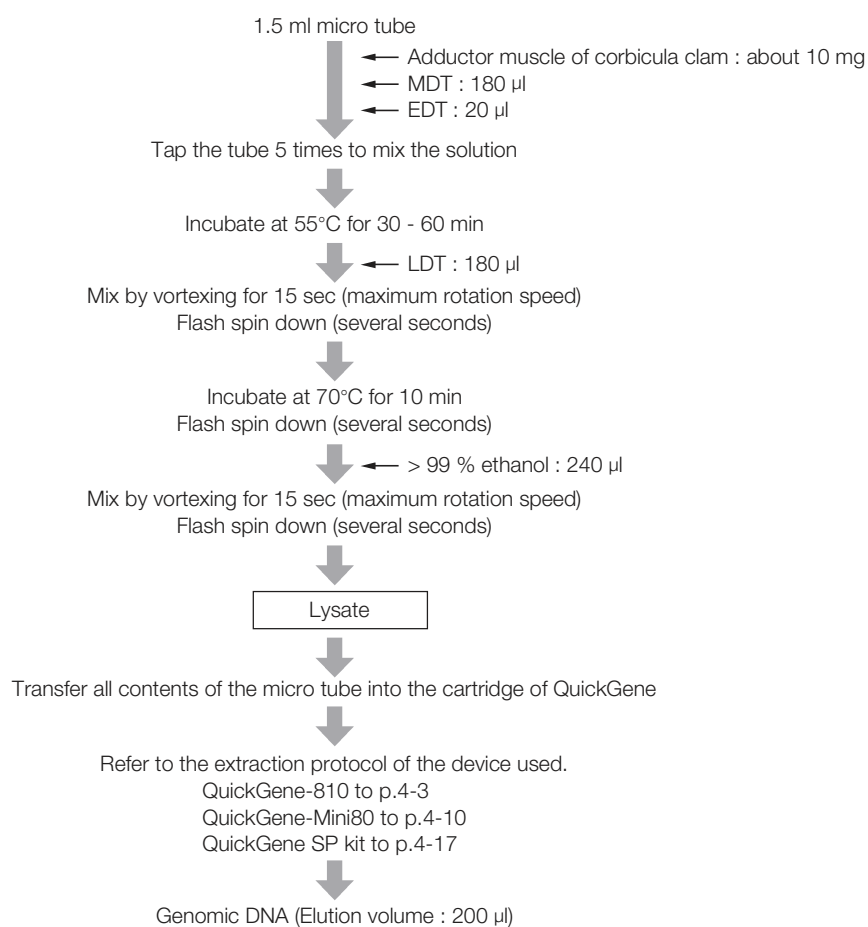 1.5 ml micro tube
Adductor muscle of corbicula clam : about 10 mg
MDT : 180 µl
EDT : 20 µl
Tap the tube 5 times to mix the solution
Incubate at 55°C for 30 - 60 min
LDT : 180 µl
Mix by vortexing for 15 sec (maximum rotation speed)
Flash spin down (several seconds)
Incubate at 70°C for 10 min
Flash spin down (several seconds)
> 99 % ethanol : 240 µl
Mix by vortexing for 15 sec (maximum rotation speed)
Flash spin down (several seconds)
Lysate
Transfer all contents of the micro tube into the cartridge of QuickGene
Refer to the extraction protocol of the device used.
QuickGene-810 to p.4-3
QuickGene-Mini80 to p.4-10
QuickGene SP kit to p.4-17
Genomic DNA (Elution volume : 200 µl)